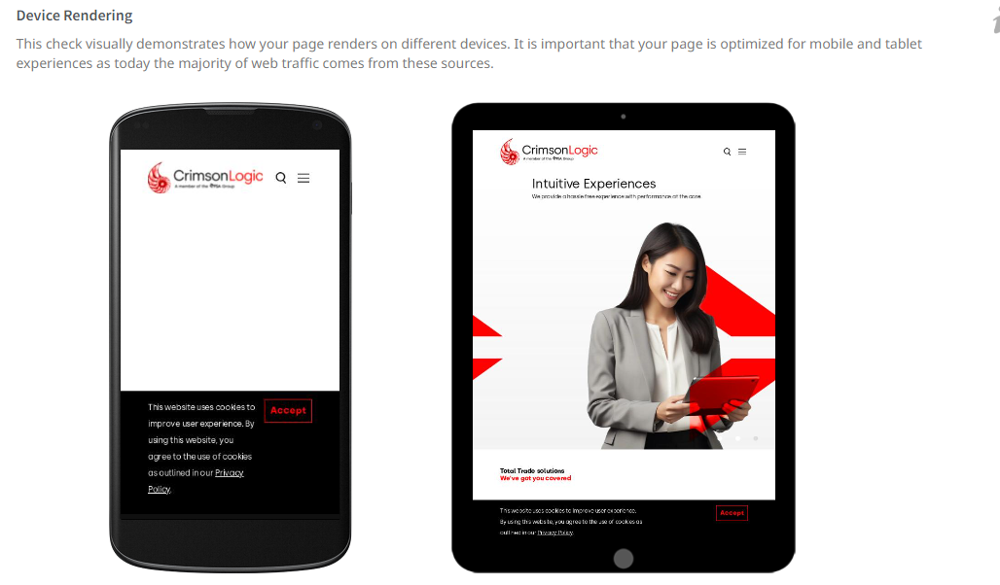 Device Rendering
This check visually demonstrates how your page renders on different devices. It is important that your page is optimized for mobile and tablet
experiences as today the majority of web traffic comes from these sources.
CrimsonLogic
A member of the PSA Group
This website uses cookies to
improve user experience. By
using this website, you
agree to the use of cookies
as outlined in our Privacy
Policy.
Accept
CrimsonLogic
A member of the PSA Group
Intuitive Experiences
We provide a hassle free experience with performance at the core
Total Trade solutions
We've got you covered
This website uses cookies to improve user experience.
By using this website, you agree to the use of cookies as
outlined in our Privacy Policy.
Accept